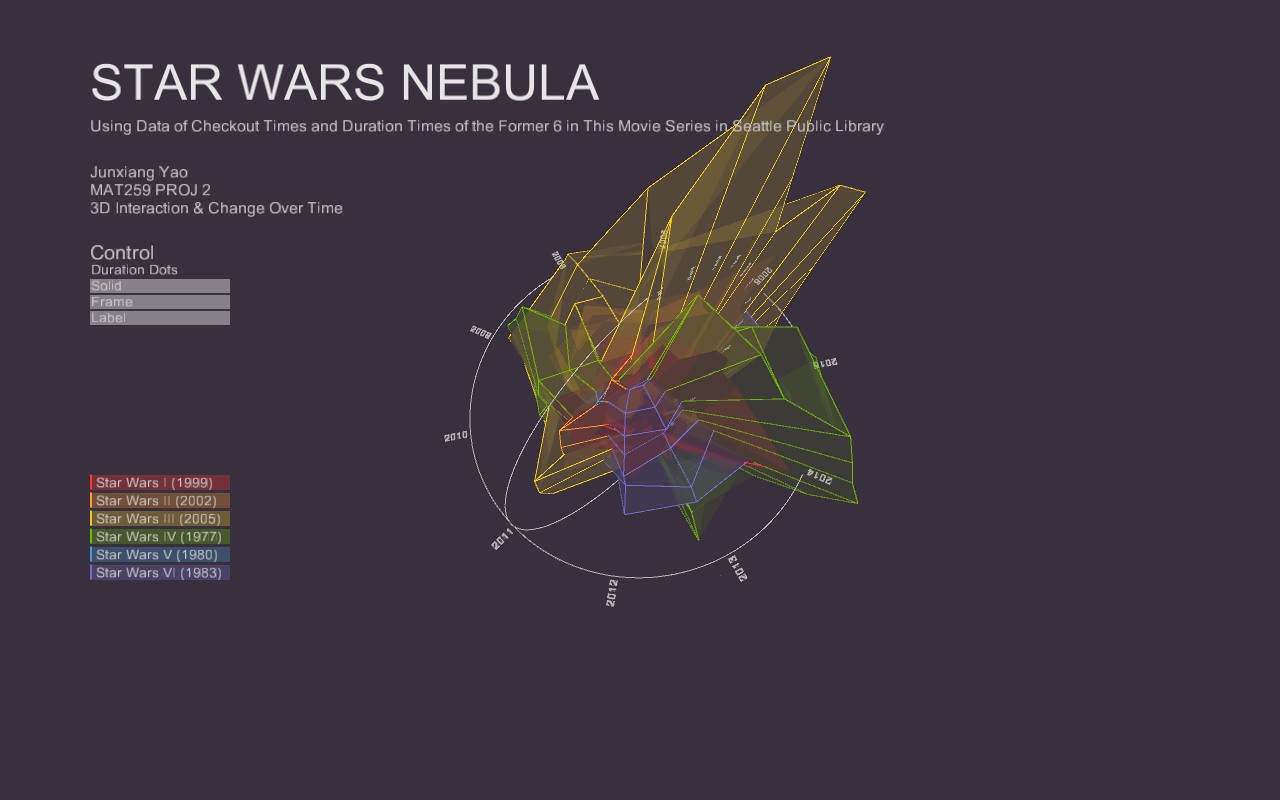 STAR WARS NEBULA
Using Data of Checkout Times and Duration Times of the Former 6 in This Movie Series in Seattle Public Library
Junxiang Yao
MAT259 PROJ 2
3D Interaction & Change Over Time
Control
Duration Dots
Solid
Frame
Label
2007
2006
2015
2014
2013
2012
2011
2010
2009
Star Wars I (1999)
Star Wars II (2002)
Star Wars III (2005)
Star Wars IV (1977)
Star Wars V (1980)
Star Wars VI (1983)